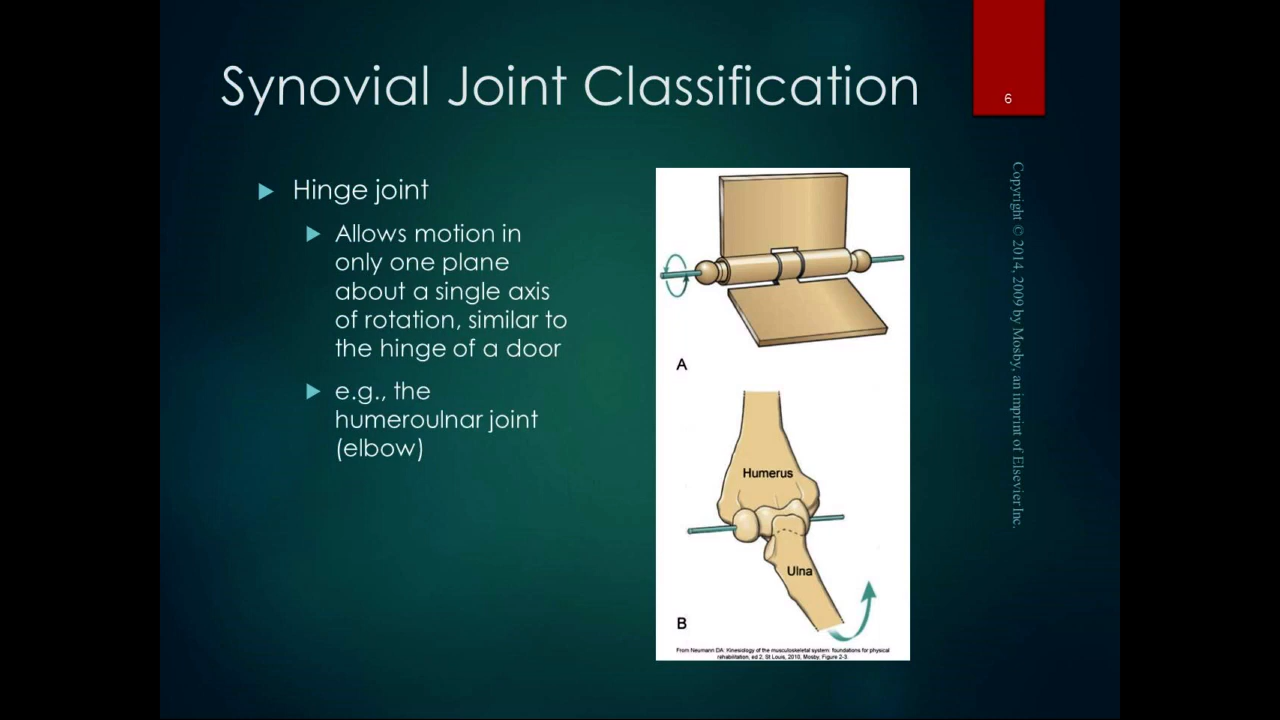 Synovial Joint Classification
6
Hinge joint
Allows motion in
only one plane
about a single axis
of rotation, similar to
the hinge of a door
e.g., the
humeroulnar joint
(elbow)
A
Humerus
Ulna
B
From Neumann DA: Kinesiology of the musculoskeletal system: foundations for physical
rehabilitation, ed 2, St Louis, 2010, Mosby, Figure 2-3.
Copyright © 2014, 2009 by Mosby, an imprint of Elsevier Inc.